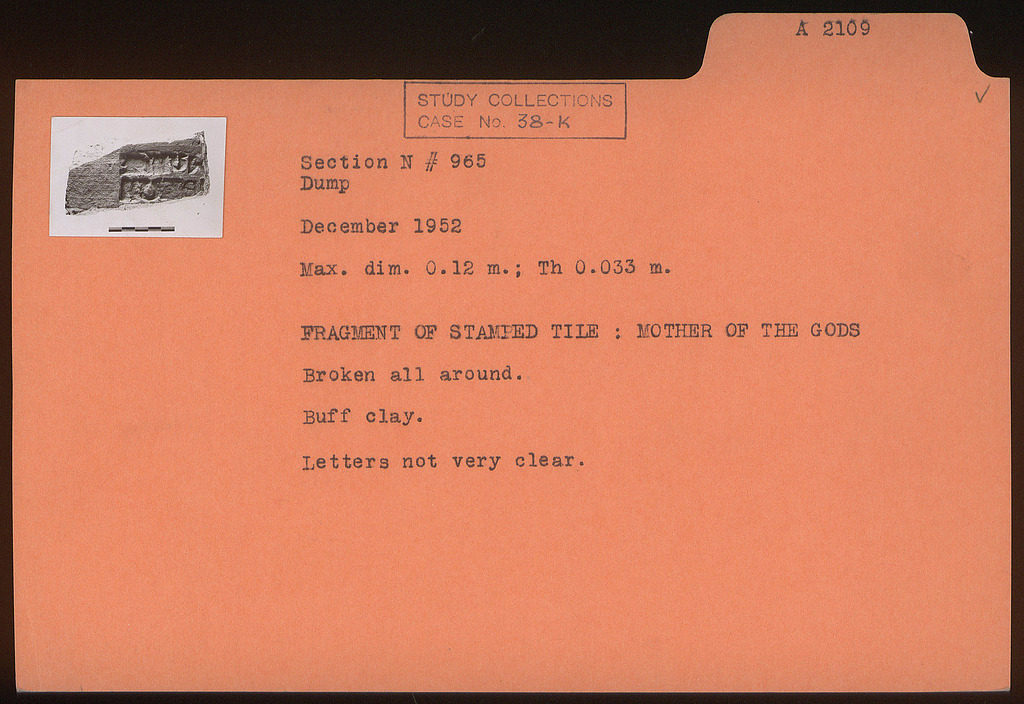 A 2109
STUDY COLLECTIONS
CASE No. 38-K
Section N # 965
Dump
December 1952
Max. dim. 0.12 m.; Th 0.033 m.
FRAGMENT OF STAMPED TILE : MOTHER OF THE GODS
Broken all around.
Buff clay.
Letters not very clear.